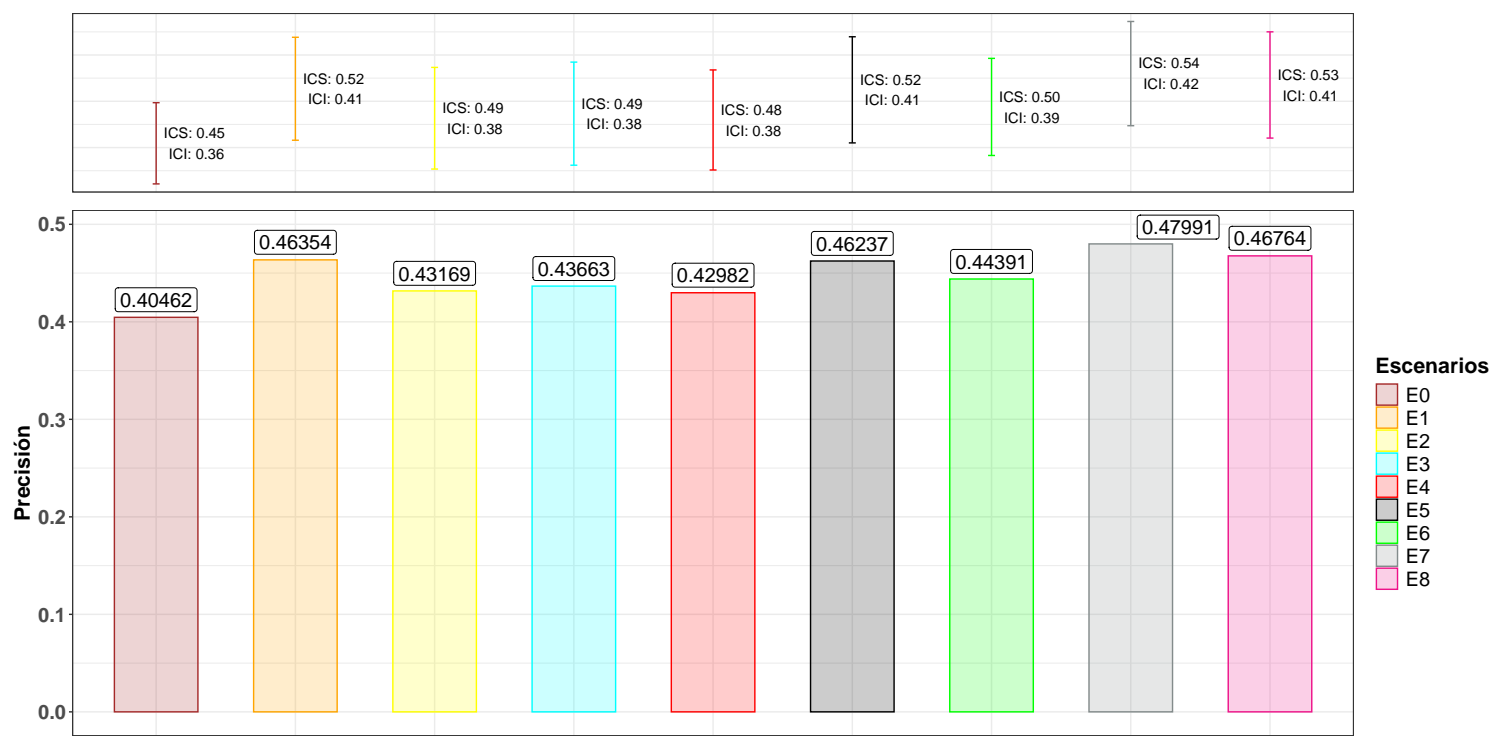 ICS: 0.45
ICI: 0.36
ICS: 0.52
ICI: 0.41
ICS: 0.49
ICI: 0.38
ICS: 0.49
ICI: 0.38
ICS: 0.48
ICI: 0.38
ICS: 0.52
ICI: 0.41
ICS: 0.50
ICI: 0.39
ICS: 0.54
ICI: 0.42
ICS: 0.53
ICI: 0.41
Precisión
0.5
0.4
0.3
0.2
0.1
0.0
0.40462
0.46354
0.43169
0.43663
0.42982
0.46237
0.44391
0.47991
0.46764
Escenarios
E0
E1
E2
E3
E4
E5
E6
E7
E8